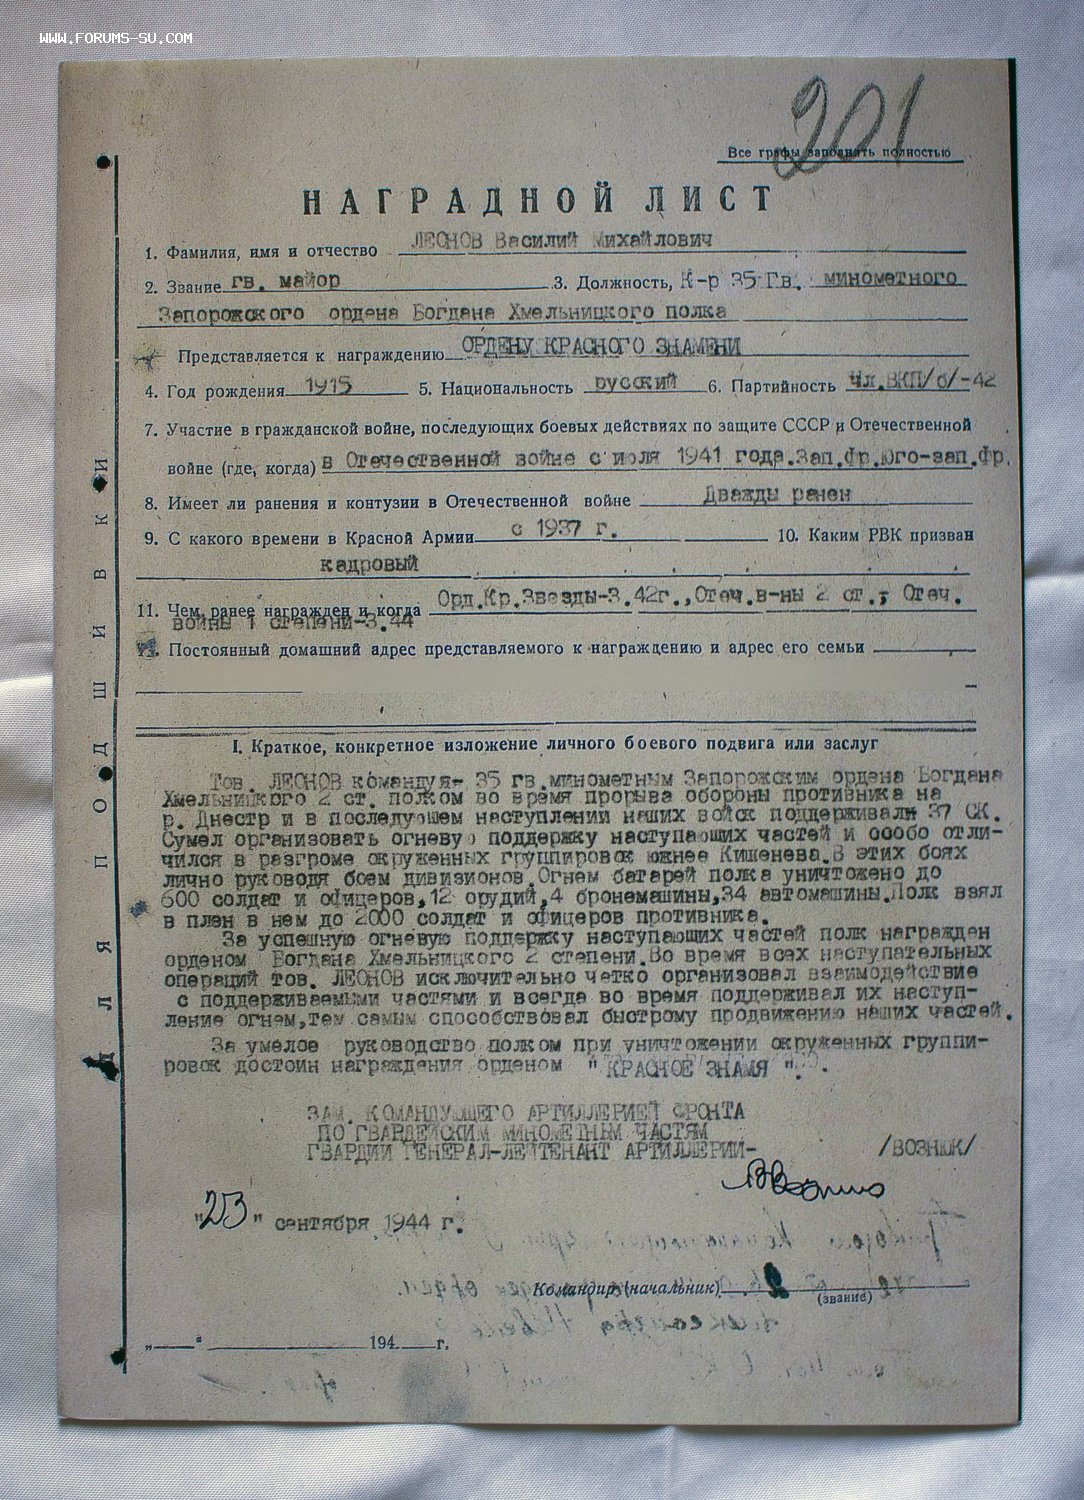 WWW.FORUMS-SU.COM
201
Все графы заполнять полностью
НАГРАДНОЙ ЛИСТ
1. Фамилия, имя и отчество ЛЕОНОВ Василий Михайлович
2. Звание гв. майор 3. Должность, К-р 35 Гв. минометного
Запорожского ордена Богдана Хмельницкого полка
Представляется к награждению ОРДЕНУ КРАСНОГО ЗНАМЕНИ
4. Год рождения 1915 5. Национальность русский 6. Партийность Чл.ВКП/б/-42
7. Участие в гражданской войне, последующих боевых действиях по защите СССР и Отечественной
войне (где, когда) в Отечественной войне с июля 1941 года.Зап.Фр.Юго-зап.Фр.
8. Имеет ли ранения и контузии в Отечественной войне Дважды ранен
9. С какого времени в Красной Армии с 1937 г. 10. Каким РВК призван
кадровый
11. Чем ранее награжден и когда Орд.Кр.Звезды-3.42г.,Отеч.в-ны 2 ст., Отеч.
войны 1 степени-3.44
Постоянный домашний адрес представляемого к награждению и адрес его семьи
I. Краткое, конкретное изложение личного боевого подвига или заслуг
Тов. ЛЕОНОВ командуя- 35 гв.минометным Запорожским ордена Богдана
Хмельницкого 2 ст. полком во время прорыва обороны противника на
р. Днестр и в последующем наступлении наших войск поддерживали 37 СК.
Сумел организовать огневую поддержку наступающих частей и особо отли-
чился в разгроме окруженных группировок южнее Кишенева.В этих боях
лично руководя боем дивизионов.Огнем батарей полка уничтожено до
600 солдат и офицеров,12 орудий,4 бронемашины,34 автомашины.Полк взял
в плен в нем до 2000 солдат и офицеров противника.
За успешную огневую поддержку наступающих частей полк награжден
орденом Богдана Хмельницкого 2 степени.Во время всех наступательных
операций тов. ЛЕОНОВ исключительно четко организовал взаимодействие
с поддерживаемыми частями и всегда во время поддерживал их наступ-
ление огнем,тем самым способствовал быстрому продвижению наших частей.
За умелое руководство полком при уничтожении окруженных группи-
ровок достоин награждения орденом "КРАСНОЕ ЗНАМЯ".
ЗАМ. КОМАНДУЮЩЕГО АРТИЛЛЕРИЕЙ ФРОНТА
ПО ГВАРДЕЙСКИМ МИНОМЕТНЫМ ЧАСТЯМ
ГВАРДИИ ГЕНЕРАЛ-ЛЕЙТЕНАНТ АРТИЛЛЕРИИ- /ВОЗНЮК/
"23" сентября 1944 г.
Командир (начальник)
(звание)
„ “ 194 г.
ДЛЯ ПОДШИВКИ